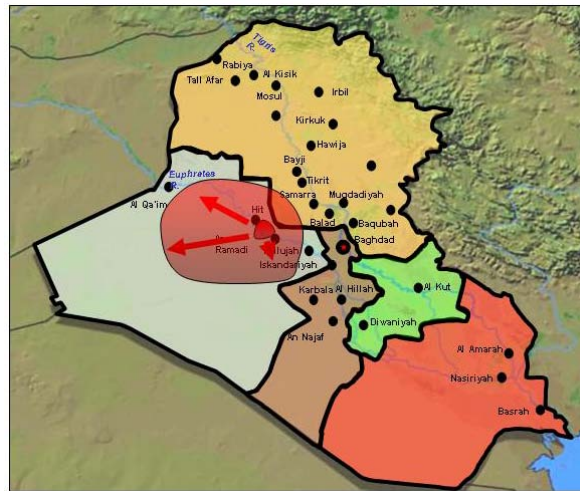 Tigris
R.
Rabiya
Al Kisik
Tall Afar
Mosul
Irbil
Kirkuk
Hawija
Bayji
Tikrit
Euphrates
R.
Al Qa'im
Samarra
Muqdadiyah
Hit
Balad
Baqubah
Baghdad
Ramadi
Iskandariyah
Karbala
Al Hillah
Al Kut
An Najaf
Diwaniyah
Al Amarah
Nasiriyah
Basrah